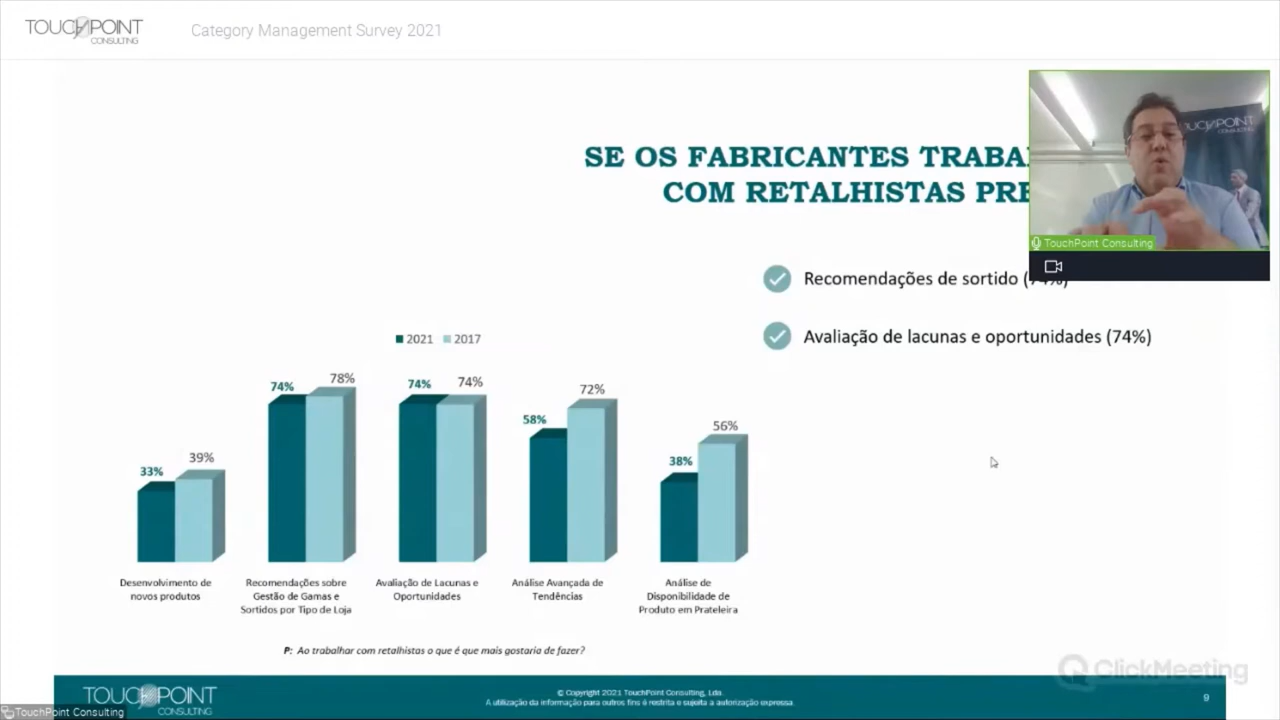 TOUCHPOINT
CONSULTING
Category Management Survey 2021
SE OS FABRICANTES
COM RETALHISTAS
TOUCHPOINT
CONSULTING
TouchPoint Consulting
Recomendações de sortido
Avaliação de lacunas e oportunidades (74%)
2021 2017
33% 39%
74% 78%
74% 74%
58% 72%
38% 56%
Desenvolvimento de
novos produtos
Recomendações sobre
Gestão de Gamas e
Sortidos por Tipo de Loja
Avaliação de Lacunas e
Oportunidades
Análise Avançada de
Tendências
Análise de
Disponibilidade de
Produto em Prateleira
P: Ao trabalhar com retalhistas o que é que mais gostaria de fazer?
ClickMeeting
TOUCHPOINT
CONSULTING
© Copyright 2021 TouchPoint Consulting, Lda.
A utilização da informação para outros fins é restrita e sujeita a autorização expressa.
9
TouchPoint Consulting